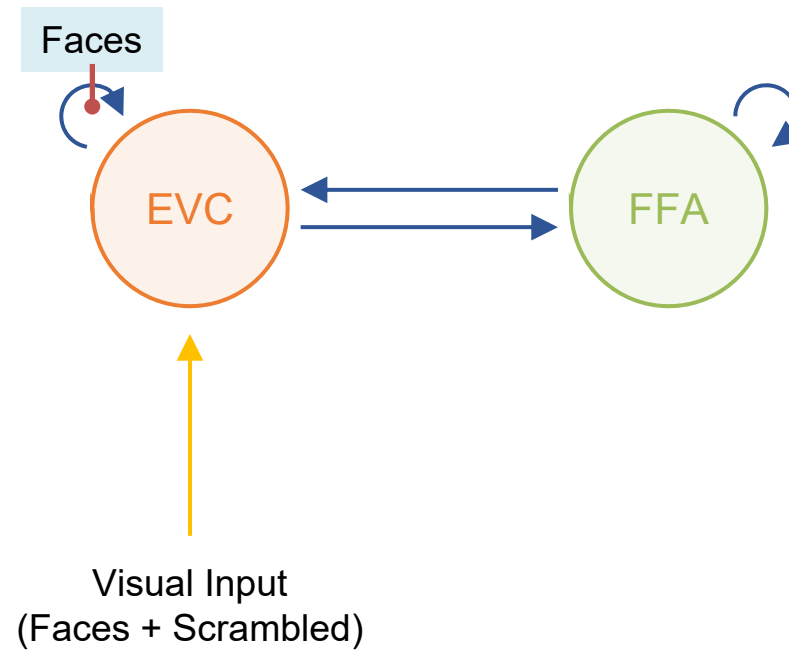 Faces
EVC
FFA
Visual Input
(Faces + Scrambled)